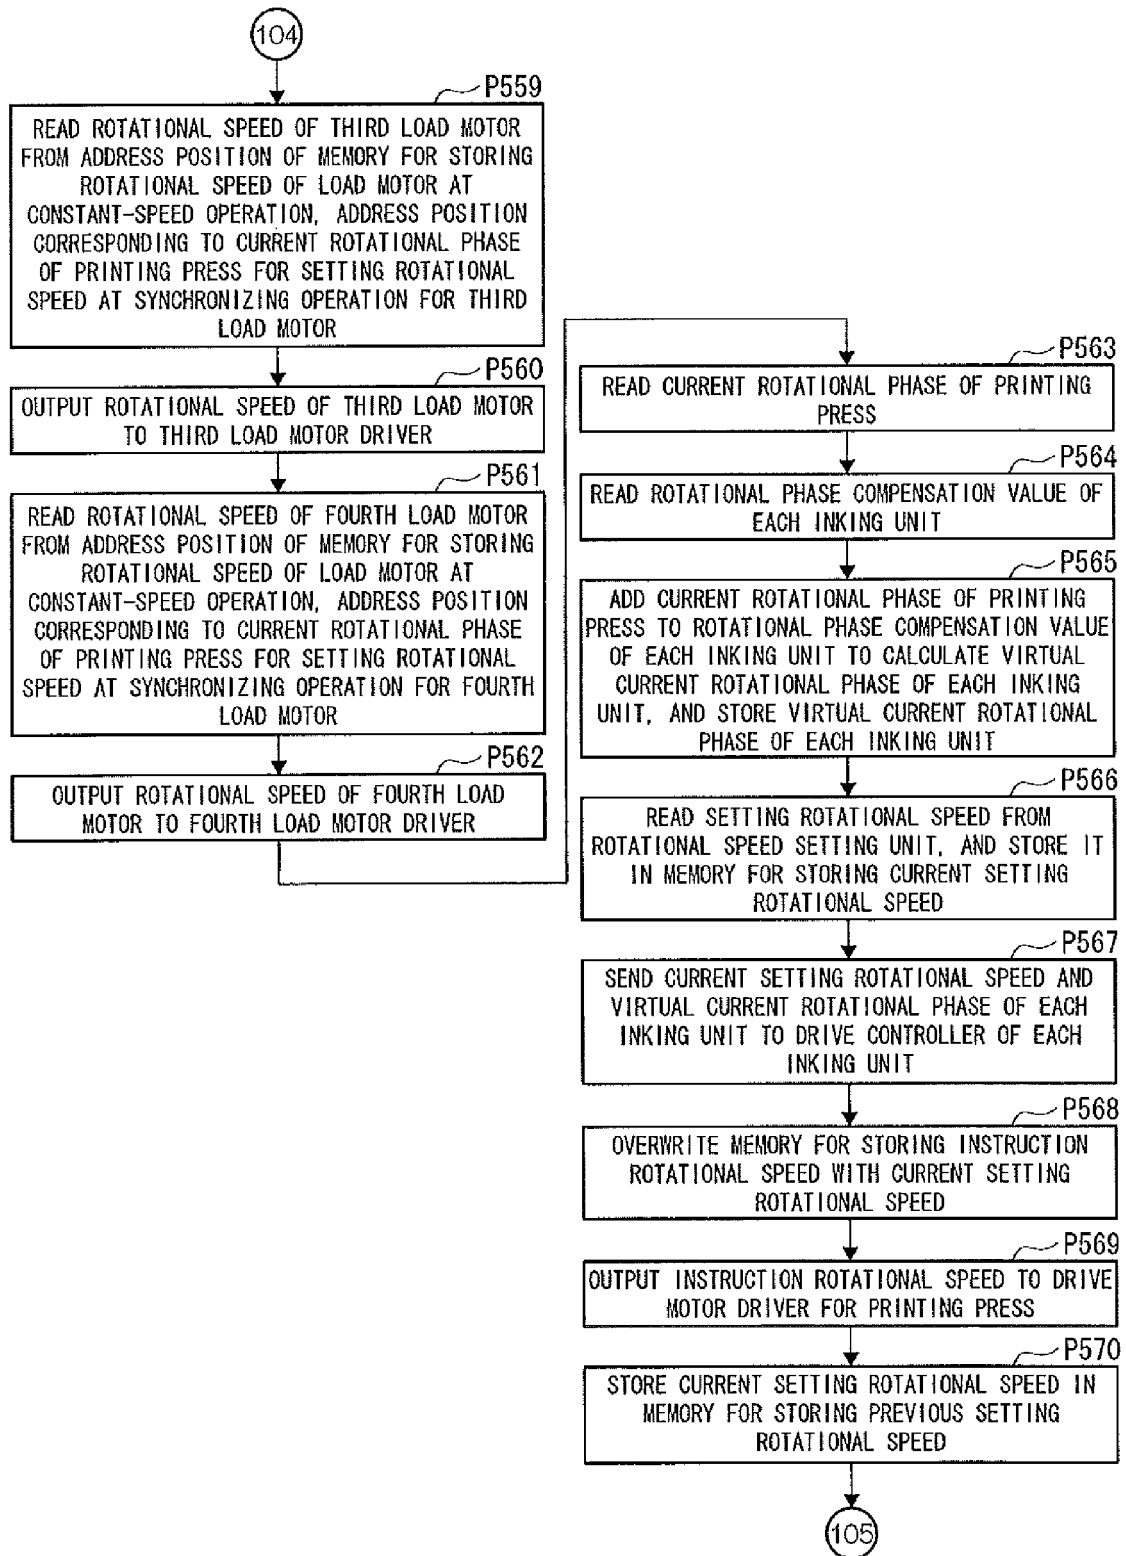 104
P559
READ ROTATIONAL SPEED OF THIRD LOAD MOTOR
FROM ADDRESS POSITION OF MEMORY FOR STORING
ROTATIONAL SPEED OF LOAD MOTOR AT
CONSTANT-SPEED OPERATION, ADDRESS POSITION
CORRESPONDING TO CURRENT ROTATIONAL PHASE
OF PRINTING PRESS FOR SETTING ROTATIONAL
SPEED AT SYNCHRONIZING OPERATION FOR THIRD
LOAD MOTOR
P560
OUTPUT ROTATIONAL SPEED OF THIRD LOAD MOTOR
TO THIRD LOAD MOTOR DRIVER
P561
READ ROTATIONAL SPEED OF FOURTH LOAD MOTOR
FROM ADDRESS POSITION OF MEMORY FOR STORING
ROTATIONAL SPEED OF LOAD MOTOR AT
CONSTANT-SPEED OPERATION, ADDRESS POSITION
CORRESPONDING TO CURRENT ROTATIONAL PHASE
OF PRINTING PRESS FOR SETTING ROTATIONAL
SPEED AT SYNCHRONIZING OPERATION FOR FOURTH
LOAD MOTOR
P562
OUTPUT ROTATIONAL SPEED OF FOURTH LOAD
MOTOR TO FOURTH LOAD MOTOR DRIVER
P563
READ CURRENT ROTATIONAL PHASE OF PRINTING
PRESS
P564
READ ROTATIONAL PHASE COMPENSATION VALUE OF
EACH INKING UNIT
P565
ADD CURRENT ROTATIONAL PHASE OF PRINTING
PRESS TO ROTATIONAL PHASE COMPENSATION VALUE
OF EACH INKING UNIT TO CALCULATE VIRTUAL
CURRENT ROTATIONAL PHASE OF EACH INKING
UNIT, AND STORE VIRTUAL CURRENT ROTATIONAL
PHASE OF EACH INKING UNIT
P566
READ SETTING ROTATIONAL SPEED FROM
ROTATIONAL SPEED SETTING UNIT, AND STORE IT
IN MEMORY FOR STORING CURRENT SETTING
ROTATIONAL SPEED
P567
SEND CURRENT SETTING ROTATIONAL SPEED AND
VIRTUAL CURRENT ROTATIONAL PHASE OF EACH
INKING UNIT TO DRIVE CONTROLLER OF EACH
INKING UNIT
P568
OVERWRITE MEMORY FOR STORING INSTRUCTION
ROTATIONAL SPEED WITH CURRENT SETTING
ROTATIONAL SPEED
P569
OUTPUT INSTRUCTION ROTATIONAL SPEED TO DRIVE
MOTOR DRIVER FOR PRINTING PRESS
P570
STORE CURRENT SETTING ROTATIONAL SPEED IN
MEMORY FOR STORING PREVIOUS SETTING
ROTATIONAL SPEED
105